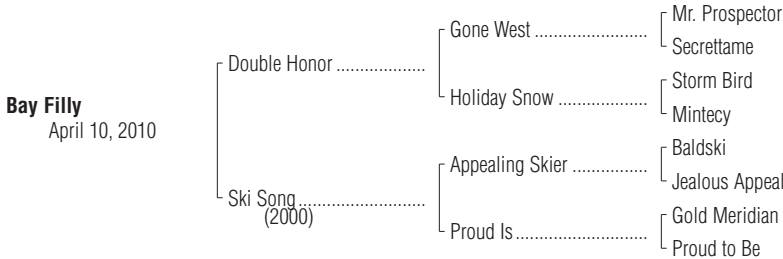 Mr. Prospector
Gone West ........................
Secrettame
Double Honor ...................
Storm Bird
Holiday Snow ...................
Mintecy
Bay Filly
April 10, 2010
Baldski
Appealing Skier ................
Jealous Appeal
Ski Song...........................
(2000)
Gold Meridian
Proud Is............................
Proud to Be